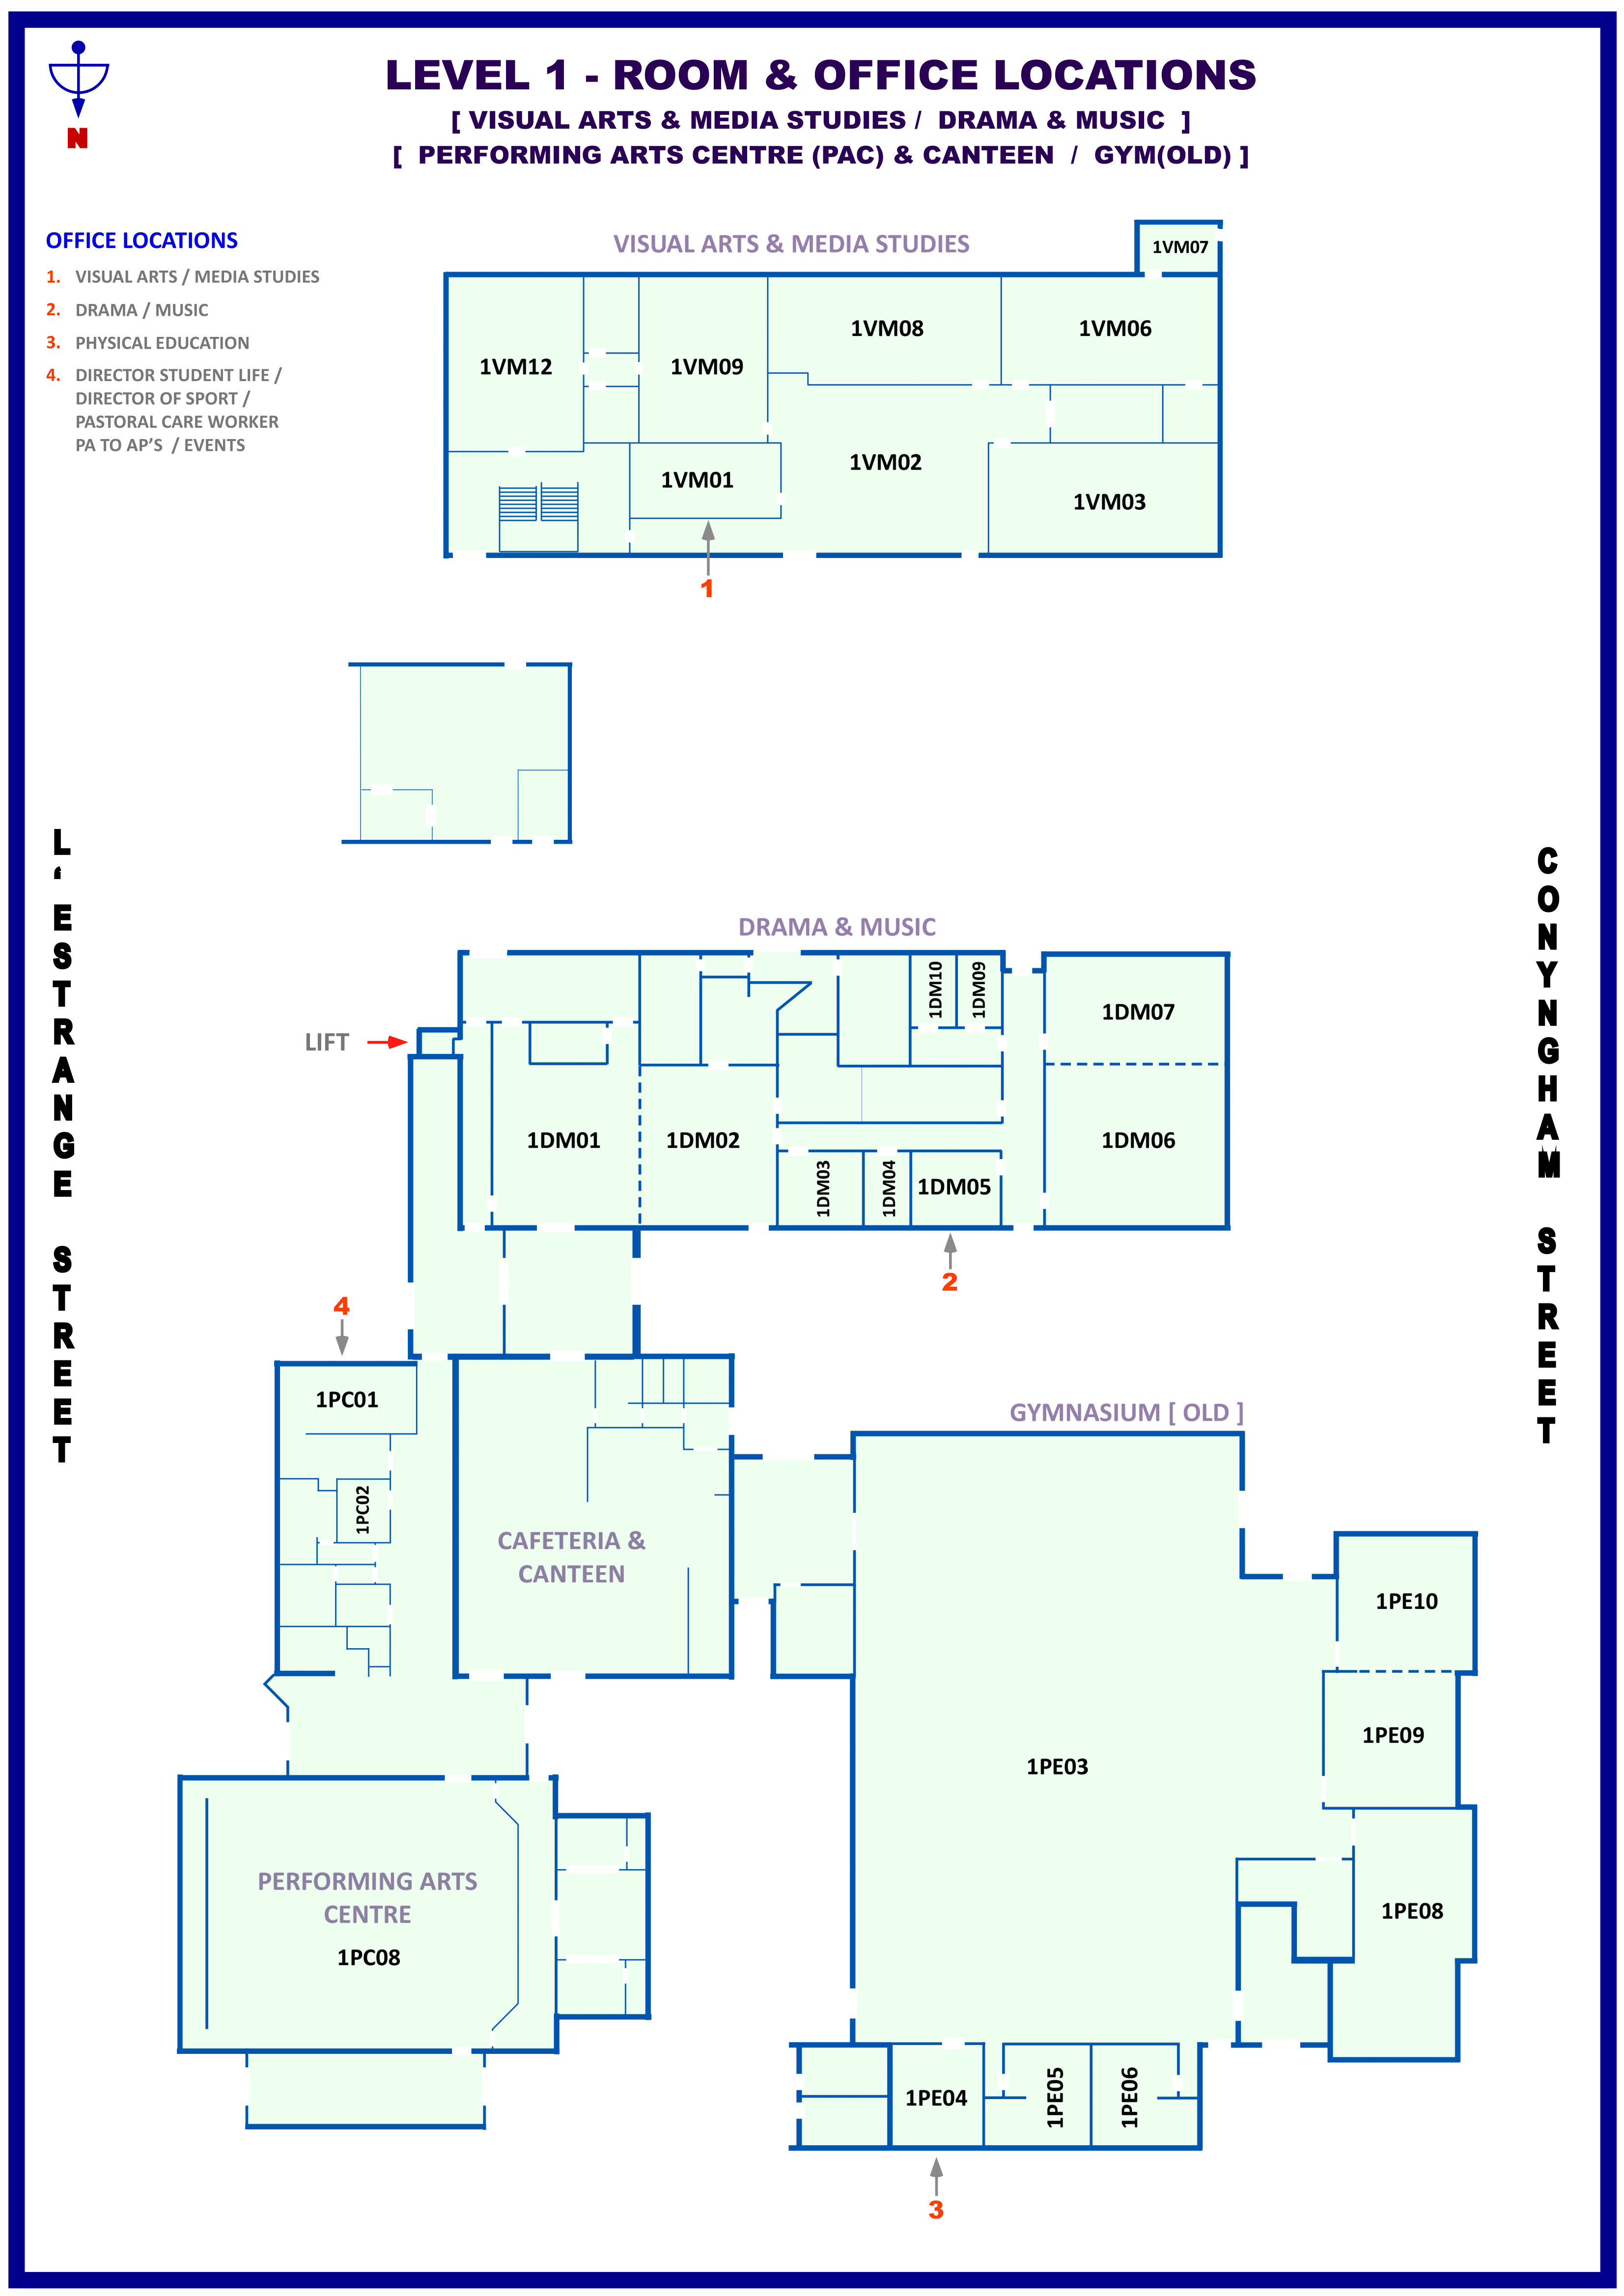 LEVEL 1 - ROOM & OFFICE LOCATIONS
[ VISUAL ARTS & MEDIA STUDIES / DRAMA & MUSIC ]
[ PERFORMING ARTS CENTRE (PAC) & CANTEEN / GYM(OLD) ]
N
OFFICE LOCATIONS
1. VISUAL ARTS / MEDIA STUDIES
2. DRAMA / MUSIC
3. PHYSICAL EDUCATION
4. DIRECTOR STUDENT LIFE /
DIRECTOR OF SPORT /
PASTORAL CARE WORKER
PA TO AP'S / EVENTS
VISUAL ARTS & MEDIA STUDIES
1VM07
1VM08
1VM06
1VM12
1VM09
1VM02
1VM01
1VM03
1
L‘ESTRANGE STREET
CONYNGHAM STREET
DRAMA & MUSIC
1DM10
1DM09
1DM07
LIFT
1DM01
1DM02
1DM06
1DM03
1DM04
1DM05
2
4
1PC01
1PC02
GYMNASIUM [ OLD ]
CAFETERIA &
CANTEEN
1PE10
1PE09
1PE03
PERFORMING ARTS
CENTRE
1PC08
1PE08
1PE04
1PE05
1PE06
3